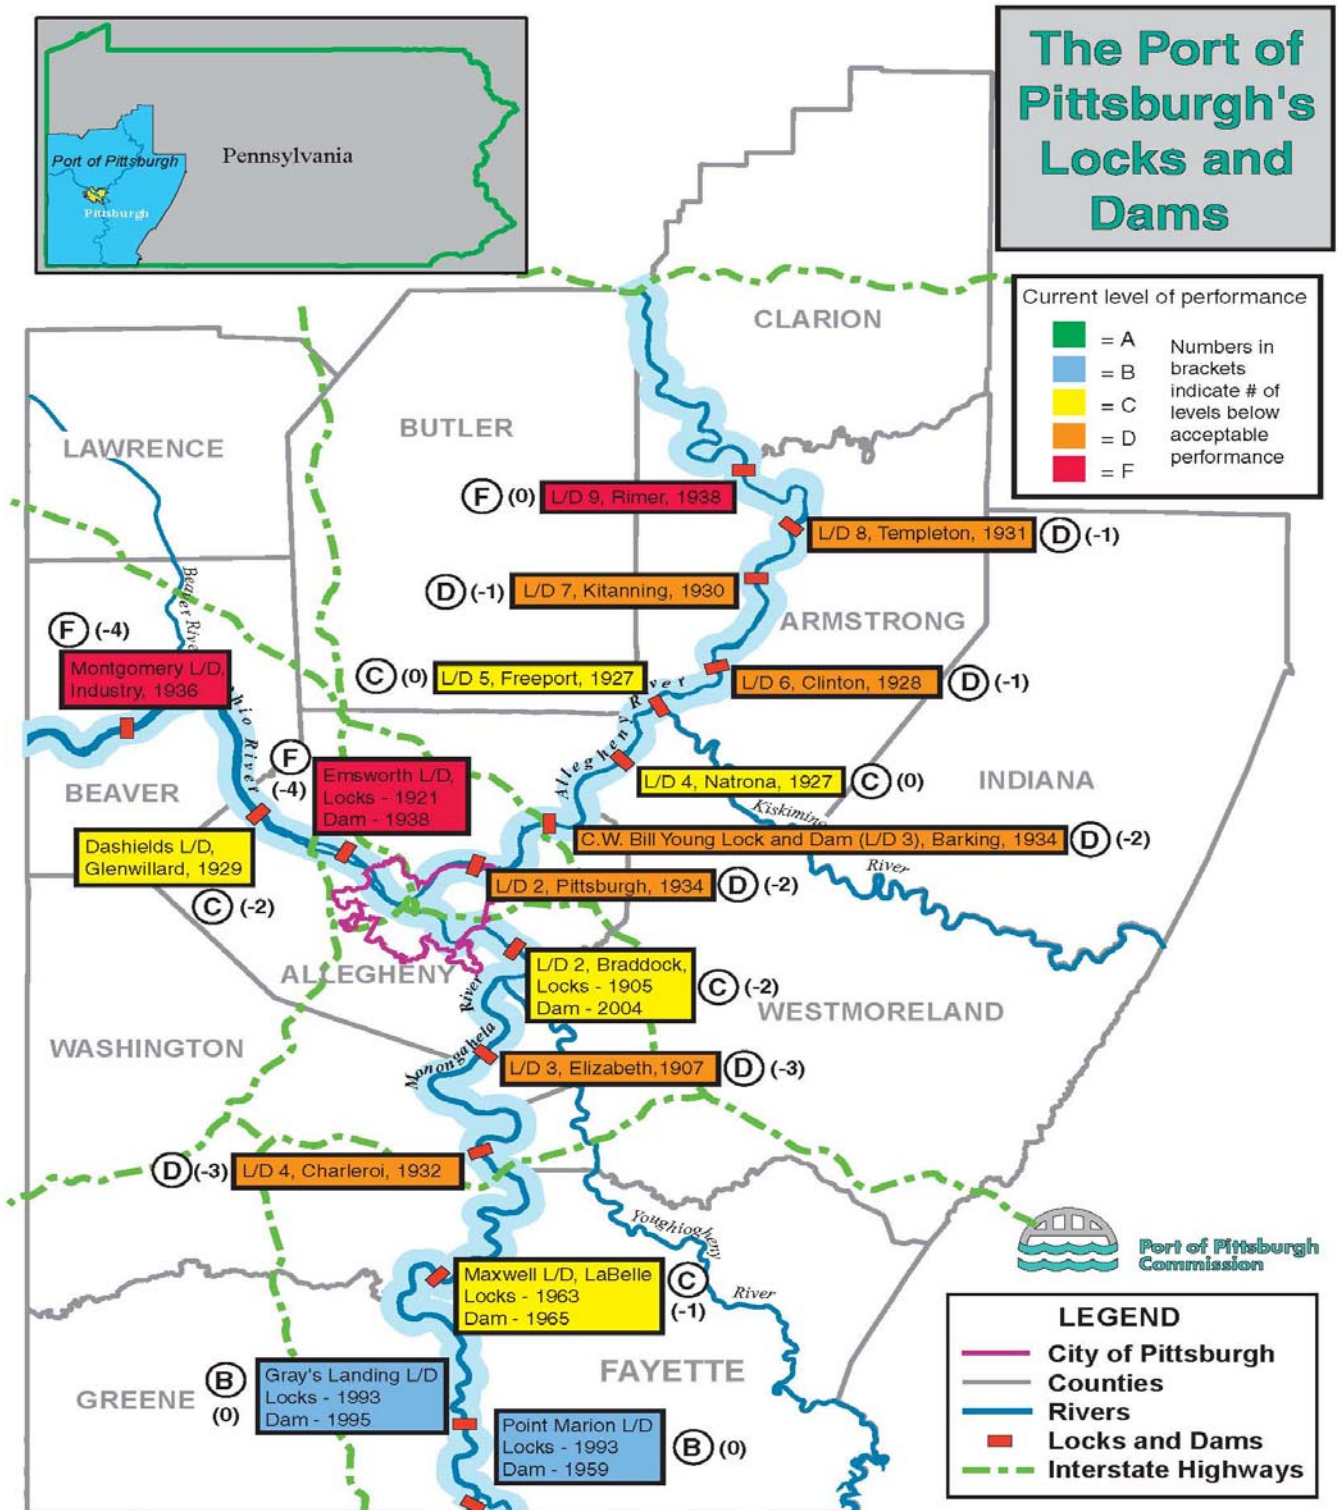 The Port of
Pittsburgh's
Locks and
Dams
Port of Pittsburgh
Pennsylvania
Pittsburgh
Current level of performance
= A
= B
= C
= D
= F
Numbers in
brackets
indicate # of
levels below
acceptable
performance
CLARION
BUTLER
LAWRENCE
F (0)
L/D 9, Rimer, 1938
L/D 8, Templeton, 1931
D (-1)
D (-1)
L/D 7, Kitanning, 1930
Beaver River
ARMSTRONG
F (-4)
Montgomery L/D,
Industry, 1936
C (0)
L/D 5, Freeport, 1927
L/D 6, Clinton, 1928
D (-1)
Allegheny River
hio River
F
(-4)
Emsworth L/D,
Locks - 1921
Dam - 1938
L/D 4, Natrona, 1927
C (0)
INDIANA
BEAVER
Kiskimine
River
Dashields L/D,
Glenwillard, 1929
C (-2)
C.W. Bill Young Lock and Dam (L/D 3), Barking, 1934
D (-2)
L/D 2, Pittsburgh, 1934
D (-2)
ALLEGHENY
L/D 2, Braddock,
Locks - 1905
Dam - 2004
C (-2)
WESTMORELAND
WASHINGTON
Monongahela River
L/D 3, Elizabeth,1907
D (-3)
D (-3)
L/D 4, Charleroi, 1932
Youghiogheny
River
Port of Pittsburgh
Commission
Maxwell L/D, LaBelle
Locks - 1963
Dam - 1965
C
(-1)
FAYETTE
GREENE
B
(0)
Gray's Landing L/D
Locks - 1993
Dam - 1995
Point Marion L/D
Locks - 1993
Dam - 1959
B (0)
LEGEND
City of Pittsburgh
Counties
Rivers
Locks and Dams
Interstate Highways